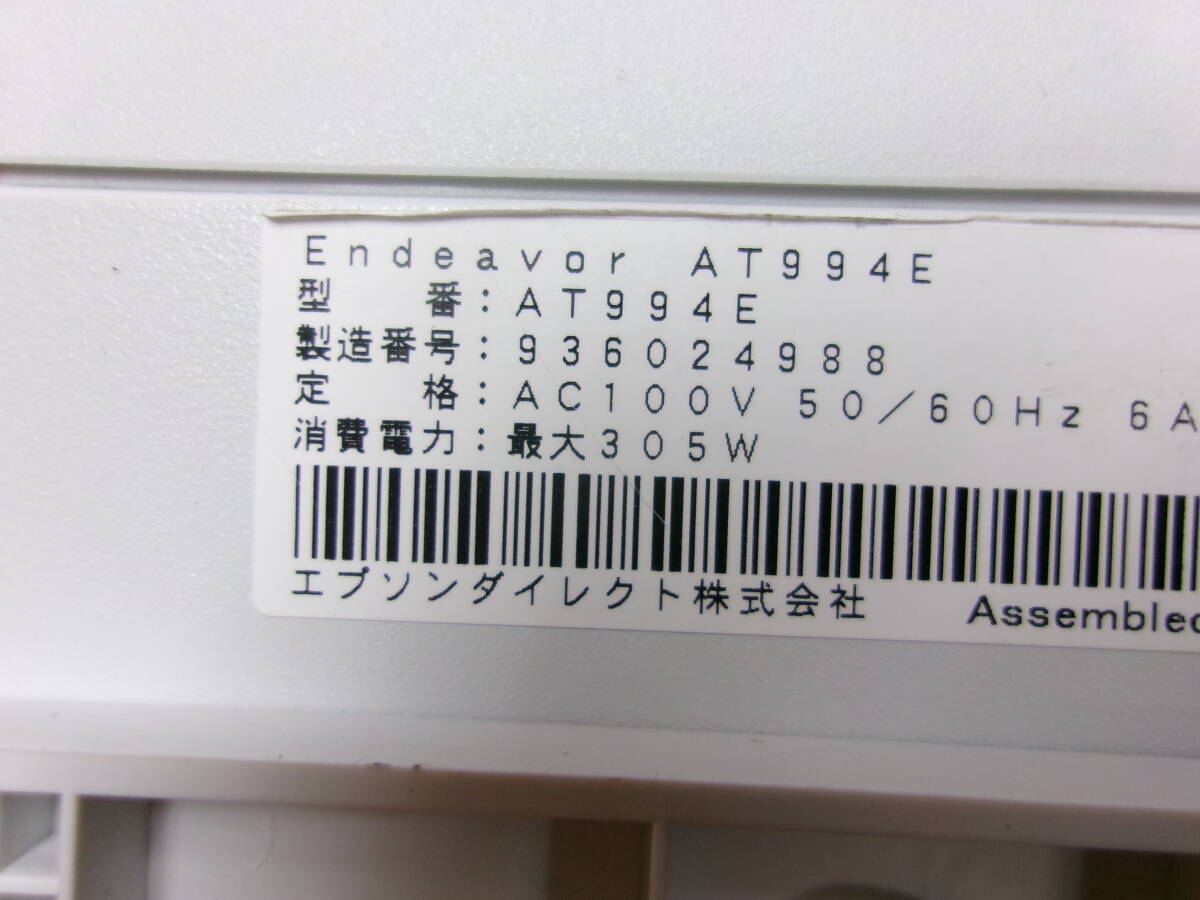 Endeavor AT994E
型　番：AT994E
製造番号：936024988
定　格：AC100V 50／60Hz 6A
消費電力：最大305W
エプソンダイレクト株式会社　Assembled